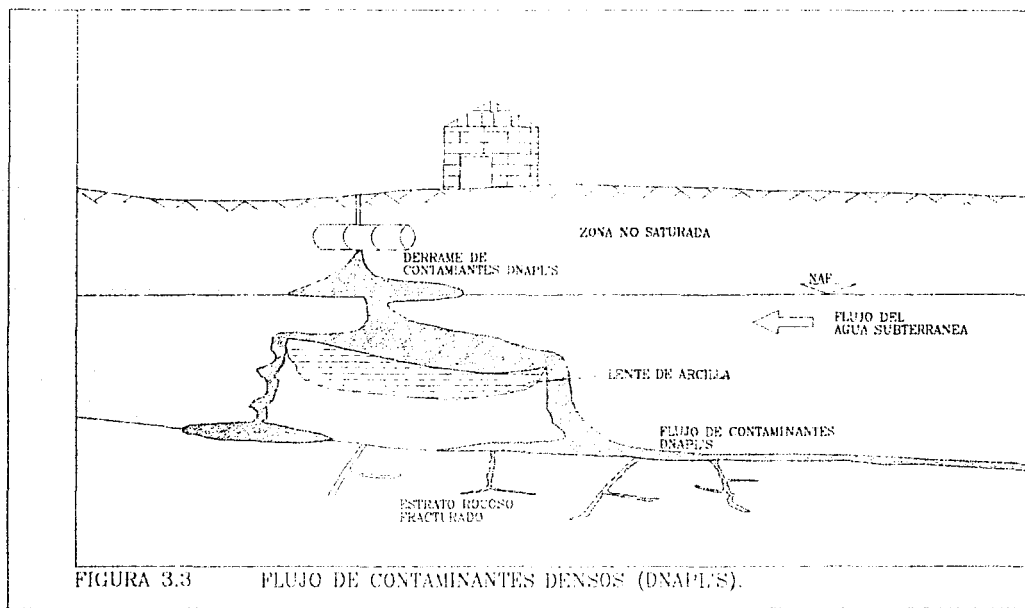 ZONA NO SATURADA
DERRAME DE
CONTAMIANTES DNAPL'S
NAF
FLUJO DEL
AGUA SUBTERRANEA
LENTE DE ARCILLA
FLUJO DE CONTAMINANTES
DNAPL'S
ESTRATO ROCOSO
FRACTURADO
FIGURA 3.3 FLUJO DE CONTAMINANTES DENSOS (DNAPL'S).